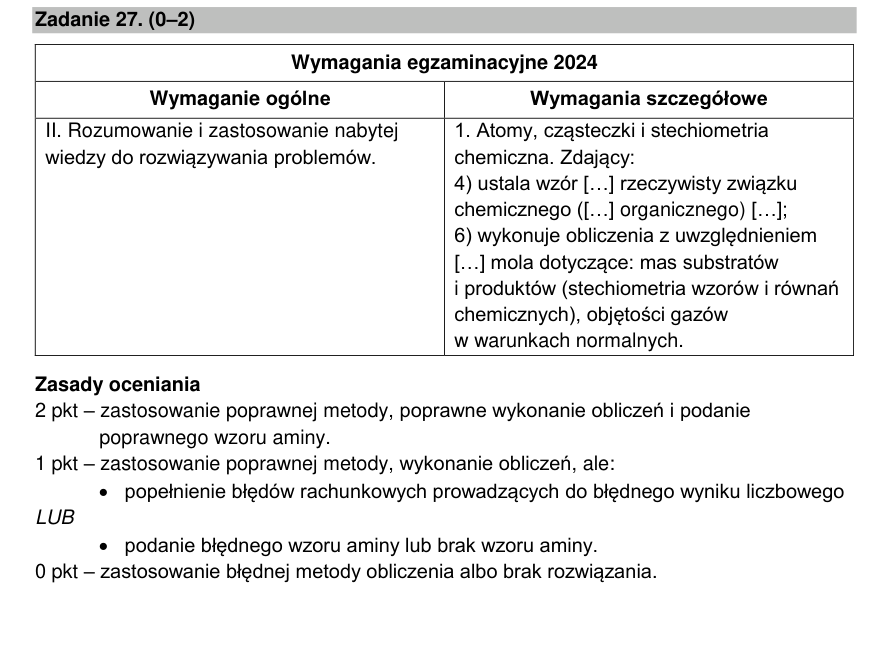 Zadanie 27. (0–2)
Wymagania egzaminacyjne 2024
Wymaganie ogólne
Wymagania szczegółowe
II. Rozumowanie i zastosowanie nabytej
wiedzy do rozwiązywania problemów.
1. Atomy, cząsteczki i stechiometria
chemiczna. Zdający:
4) ustala wzór […] rzeczywisty związku
chemicznego ([…] organicznego) […];
6) wykonuje obliczenia z uwzględnieniem
[…] mola dotyczące: mas substratów
i produktów (stechiometria wzorów i równań
chemicznych), objętości gazów
w warunkach normalnych.
Zasady oceniania
2 pkt – zastosowanie poprawnej metody, poprawne wykonanie obliczeń i podanie
poprawnego wzoru aminy.
1 pkt – zastosowanie poprawnej metody, wykonanie obliczeń, ale:
• popełnienie błędów rachunkowych prowadzących do błędnego wyniku liczbowego
LUB
• podanie błędnego wzoru aminy lub brak wzoru aminy.
0 pkt – zastosowanie błędnej metody obliczenia albo brak rozwiązania.